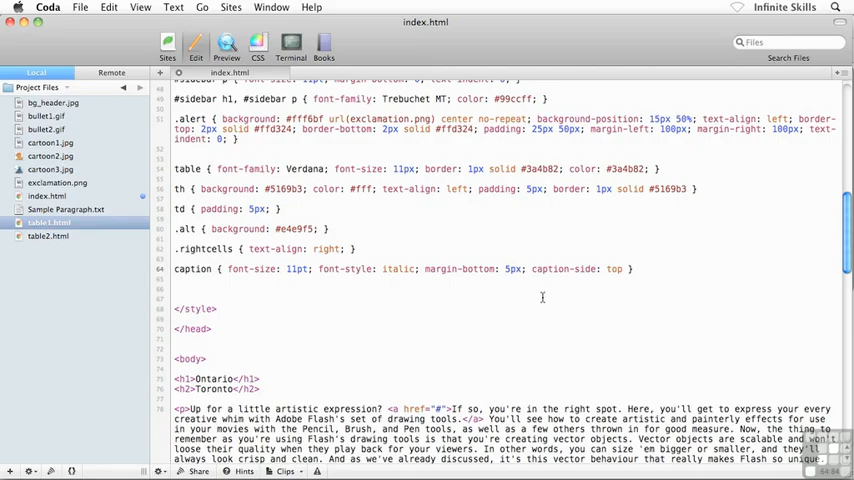 Coda File Edit View Text Go Sites Window Help Infinite Skills
index.html
Sites Edit Preview CSS Terminal Books
Files
Search Files
Local Remote index.html
Project Files
bg_header.jpg
bullet1.gif
bullet2.gif
cartoon1.jpg
cartoon2.jpg
cartoon3.jpg
exclamation.png
index.html
Sample Paragraph.txt
table1.html
table2.html
48
49 #sidebar h1, #sidebar p { font-family: Trebuchet MT; color: #99ccff; }
50
51 .alert { background: #fff6bf url(exclamation.png) center no-repeat; background-position: 15px 50%; text-align: left; border-
top: 2px solid #ffd324; border-bottom: 2px solid #ffd324; padding: 25px 50px; margin-left: 100px; margin-right: 100px; text-
indent: 0; }
52
table { font-family: Verdana; font-size: 11px; border: 1px solid #3a4b82; color: #3a4b82; }
th { background: #5169b3; color: #fff; text-align: left; padding: 5px; border: 1px solid #5169b3 }
td { padding: 5px; }
.alt { background: #e4e9f5; }
.rightcells { text-align: right; }
64 caption { font-size: 11pt; font-style: italic; margin-bottom: 5px; caption-side: top }
</style>
</head>
<body>
<h1>Ontario</h1>
<h2>Toronto</h2>
<p>Up for a little artistic expression? <a href="#">If so, you're in the right spot. Here, you'll get to express your every
creative whim with Adobe Flash's set of drawing tools.</a> You'll see how to create artistic and painterly effects for use
in your movies with the Pencil, Brush, and Pen tools, as well as a few others thrown in for good measure. Now, the thing to
remember as you're using Flash's drawing tools is that you're creating vector objects. Vector objects are scalable and won't
loose their quality when they play back for your viewers. In other words, you can size 'em bigger or smaller, and they'll
always look crisp and clean. And as we've already discussed, it's this vector behaviour that really makes Flash so unique.
Share Hints Clips 64:84